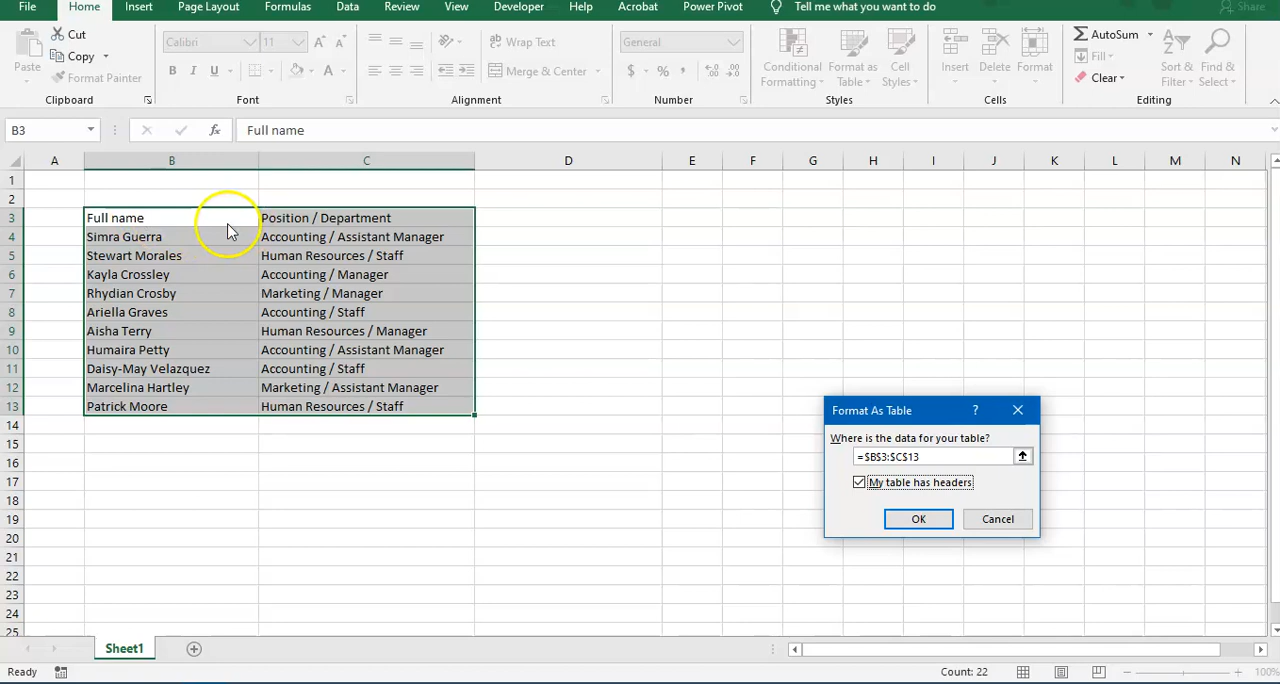 File Home Insert Page Layout Formulas Data Review View Developer Help Acrobat Power Pivot Tell me what you want to do Share
Paste Cut Copy Format Painter Clipboard
Calibri 11 A A B I U A Font
Wrap Text Merge & Center Alignment
General $ % , Number
Conditional Formatting Format as Table Cell Styles Styles
Insert Delete Format Cells
AutoSum Fill Clear Sort & Filter Find & Select Editing
B3 fx Full name
A B C D E F G H I J K L M N
1
2
3 Full name Position / Department
4 Simra Guerra Accounting / Assistant Manager
5 Stewart Morales Human Resources / Staff
6 Kayla Crossley Accounting / Manager
7 Rhydian Crosby Marketing / Manager
8 Ariella Graves Accounting / Staff
9 Aisha Terry Human Resources / Manager
10 Humaira Petty Accounting / Assistant Manager
11 Daisy-May Velazquez Accounting / Staff
12 Marcelina Hartley Marketing / Assistant Manager
13 Patrick Moore Human Resources / Staff
14
15
16
17
18
19
20
21
22
23
24
25
Format As Table ?
Where is the data for your table?
=$B$3:$C$13
My table has headers
OK Cancel
Sheet1
Ready Count: 22 100%